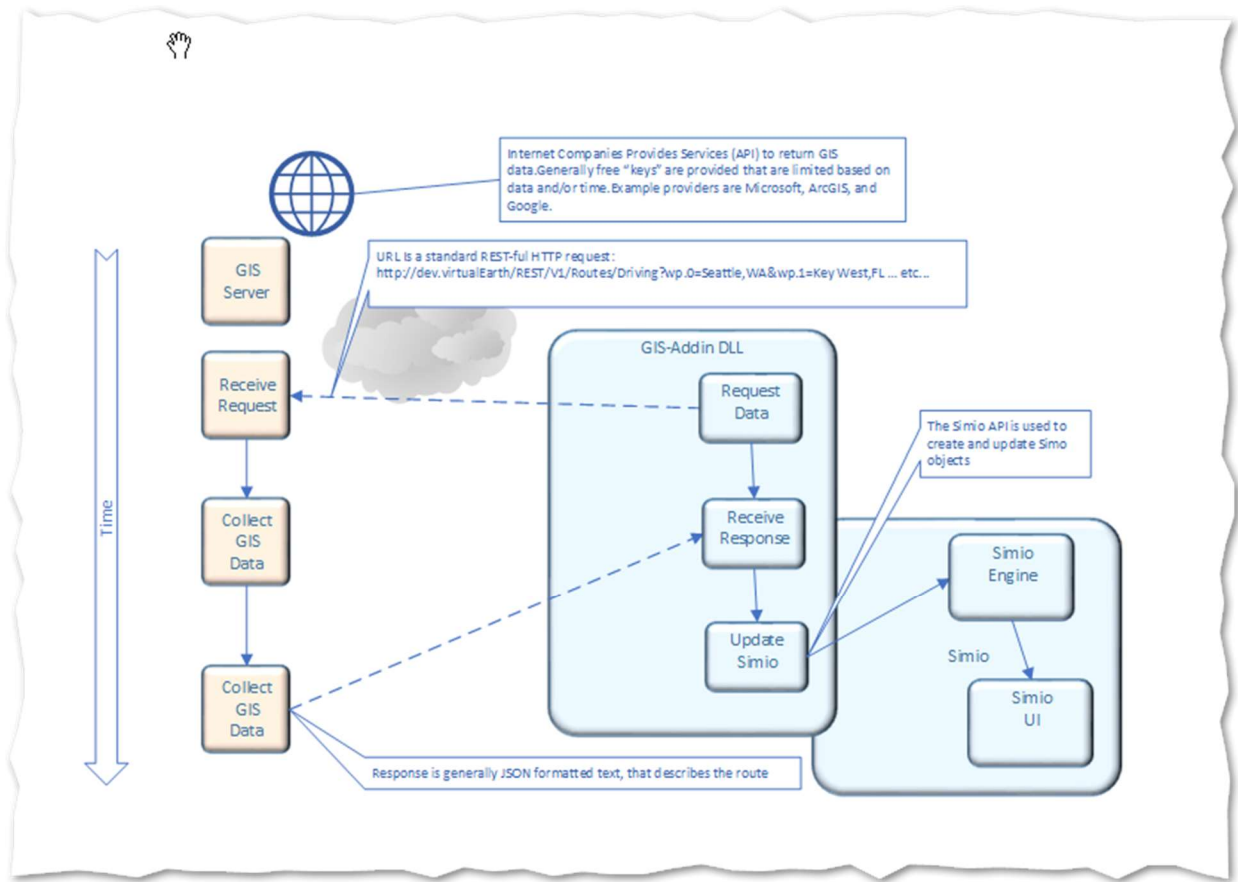 Internet Companies Provides Services (API) to return GIS
data.Generally free “keys” are provided that are limited based on
data and/or time.Example providers are Microsoft, ArcGIS, and
Google.
URL is a standard REST-ful HTTP request:
http://dev.virtualEarth/REST/V1/Routes/Driving?wp.0=Seattle,WA&wp.1=Key West,FL ... etc...
GIS
Server
GIS-Addin DLL
Receive
Request
Request
Data
The Simio API is used to
create and update Simo
objects
Time
Collect
GIS
Data
Receive
Response
Simio
Engine
Update
Simio
Simio
Collect
GIS
Data
Simio
UI
Response is generally JSON formatted text, that describes the route